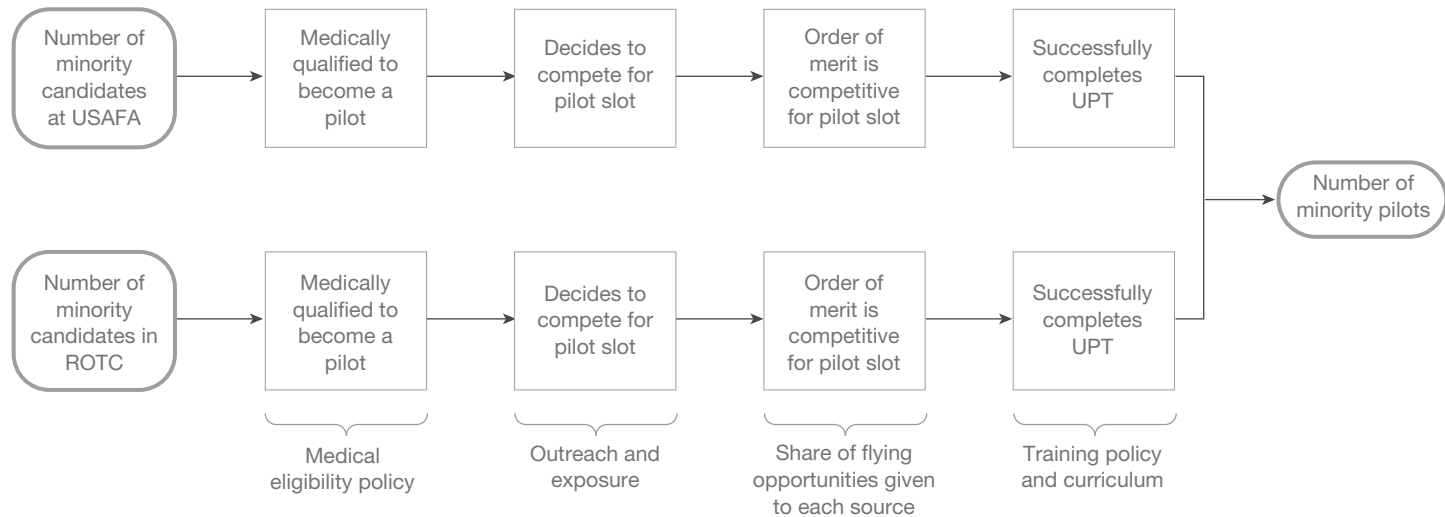 Number of
minority
candidates
at USAFA
Medically
qualified to
become a
pilot
Decides to
compete for
pilot slot
Order of
merit is
competitive
for pilot slot
Successfully
completes
UPT
Number of
minority pilots
Number of
minority
candidates in
ROTC
Medically
qualified to
become a
pilot
Decides to
compete for
pilot slot
Order of
merit is
competitive
for pilot slot
Successfully
completes
UPT
Medical
eligibility policy
Outreach and
exposure
Share of flying
opportunities given
to each source
Training policy
and curriculum